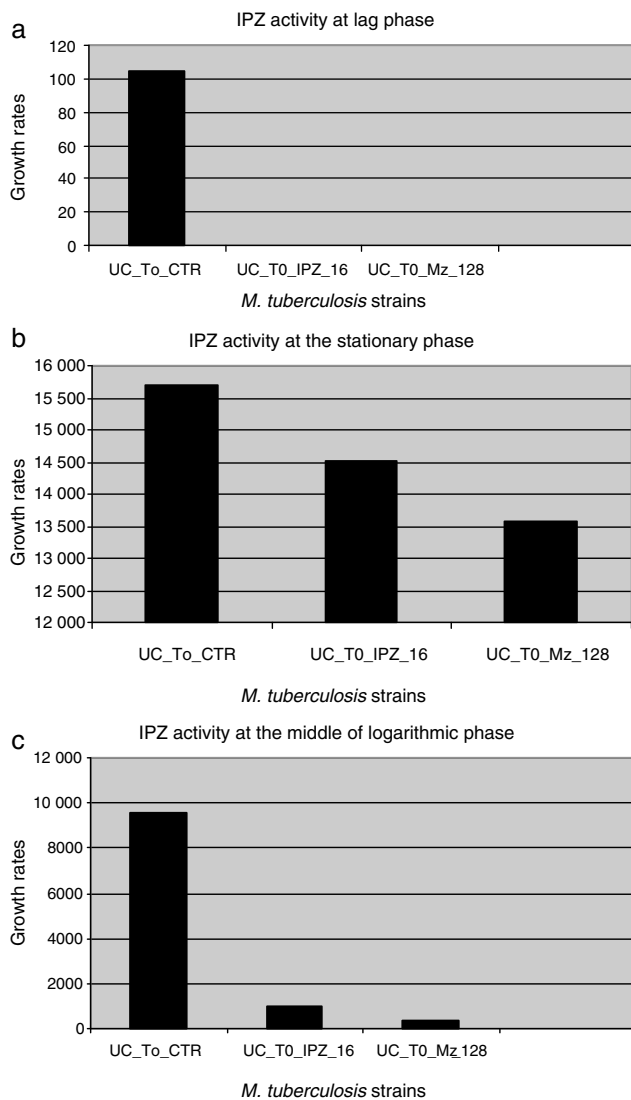 a
IPZ activity at lag phase
120
100
80
60
40
20
0
Growth rates
UC_To_CTR UC_T0_IPZ_16 UC_T0_Mz_128
M. tuberculosis strains
b
IPZ activity at the stationary phase
16 000
15 500
15 000
14 500
14 000
13 500
13 000
12 500
12 000
Growth rates
UC_To_CTR UC_T0_IPZ_16 UC_T0_Mz_128
M. tuberculosis strains
c
IPZ activity at the middle of logarithmic phase
12 000
10 000
8000
6000
4000
2000
0
Growth rates
UC_To_CTR UC_T0_IPZ_16 UC_T0_Mz_128
M. tuberculosis strains